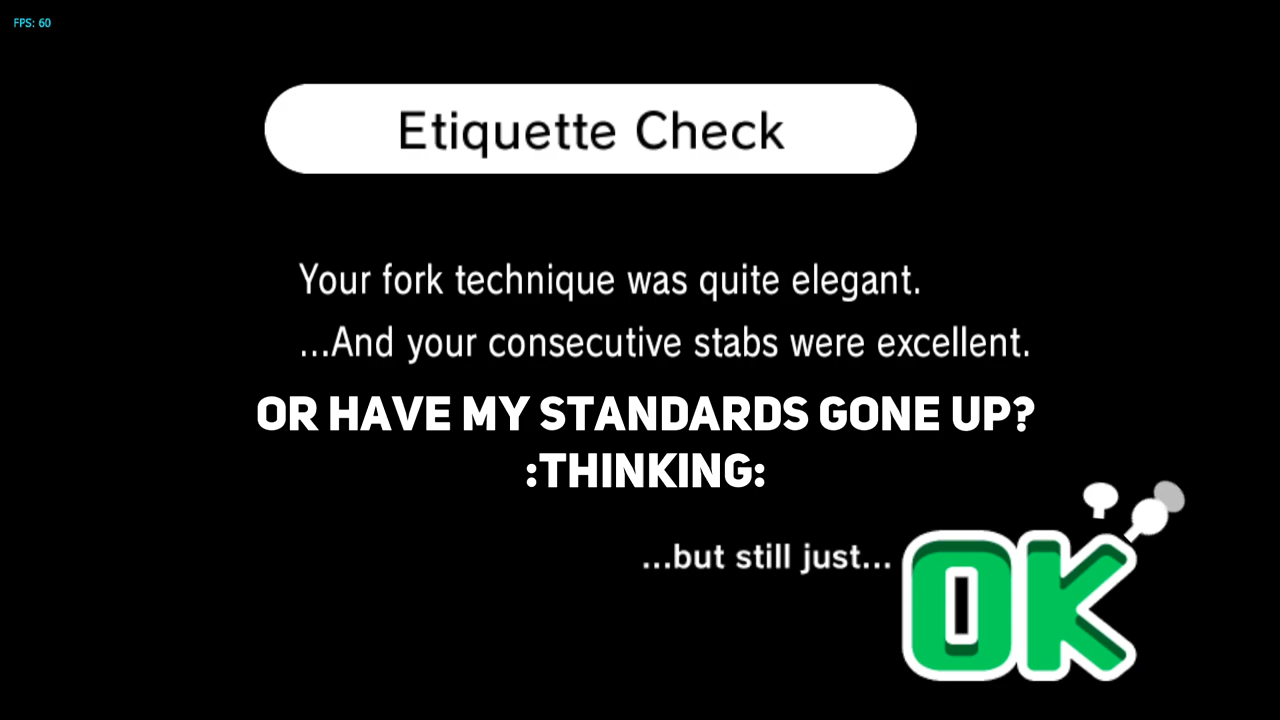 FPS: 60
Etiquette Check
Your fork technique was quite elegant.
...And your consecutive stabs were excellent.
OR HAVE MY STANDARDS GONE UP?
:THINKING:
...but still just...
OK